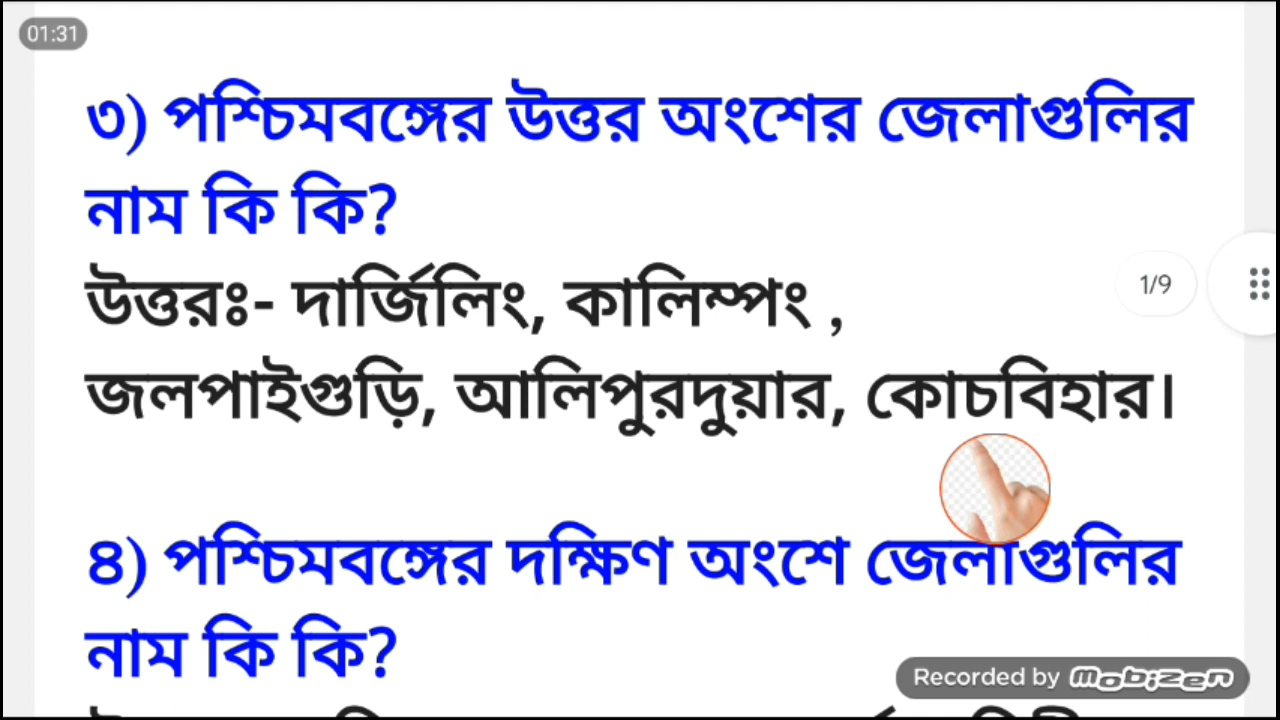 01:31
৩) পশ্চিমবঙ্গের উত্তর অংশের জেলাগুলির
নাম কি কি?
উত্তরঃ- দার্জিলিং, কালিম্পং ,
1/9
জলপাইগুড়ি, আলিপুরদুয়ার, কোচবিহার।
৪) পশ্চিমবঙ্গের দক্ষিণ অংশে জেলাগুলির
নাম কি কি?
Recorded by mobizen